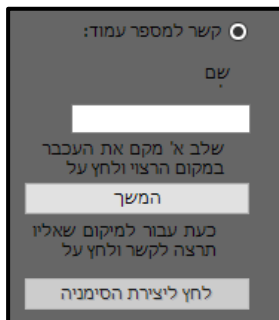 קשר למספר עמוד:
שם
שלב א' מקם את העכבר
במקום הרצוי ולחץ על
המשך
כעת עבור למיקום שאליו
תרצה לקשר ולחץ על
לחץ ליצירת הסימניה